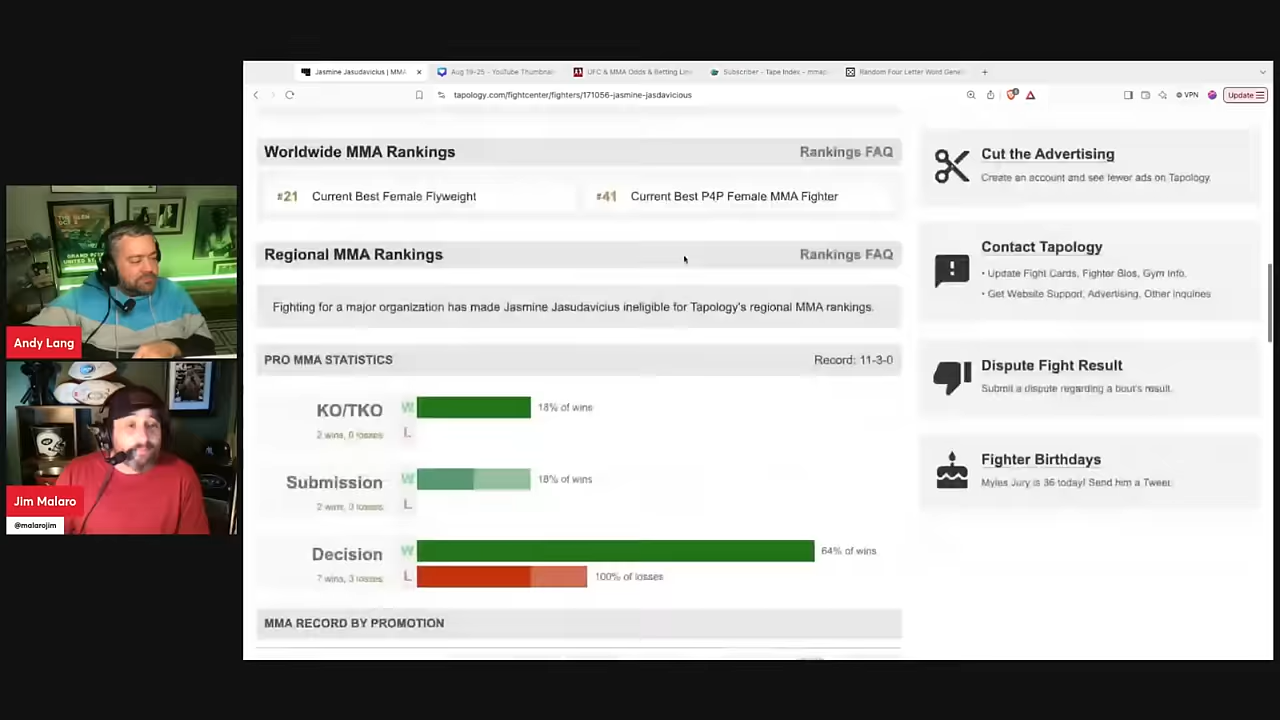 Jasmine Jasudavicius | MMA
Aug 19-25 - YouTube Thumbnai
UFC & MMA Odds & Betting Line
Subscriber - Tape Index - mmap
Random Four Letter Word Gene
tapology.com/fightcenter/fighters/171056-jasmine-jasdavicious
VPN
Update
Worldwide MMA Rankings
Rankings FAQ
#21 Current Best Female Flyweight
#41 Current Best P4P Female MMA Fighter
Regional MMA Rankings
Rankings FAQ
Fighting for a major organization has made Jasmine Jasudavicius ineligible for Tapology's regional MMA rankings.
PRO MMA STATISTICS
Record: 11-3-0
KO/TKO
W
18% of wins
2 wins, 0 losses
L
Submission
W
18% of wins
2 wins, 0 losses
L
Decision
W
64% of wins
7 wins, 3 losses
L
100% of losses
MMA RECORD BY PROMOTION
Cut the Advertising
Create an account and see fewer ads on Tapology.
Contact Tapology
• Update Fight Cards, Fighter Bios, Gym Info.
• Get Website Support, Advertising, Other Inquiries
Dispute Fight Result
Submit a dispute regarding a bout's result.
Fighter Birthdays
Myles Jury is 36 today! Send him a Tweet.
Andy Lang
Jim Malaro
@malarojim